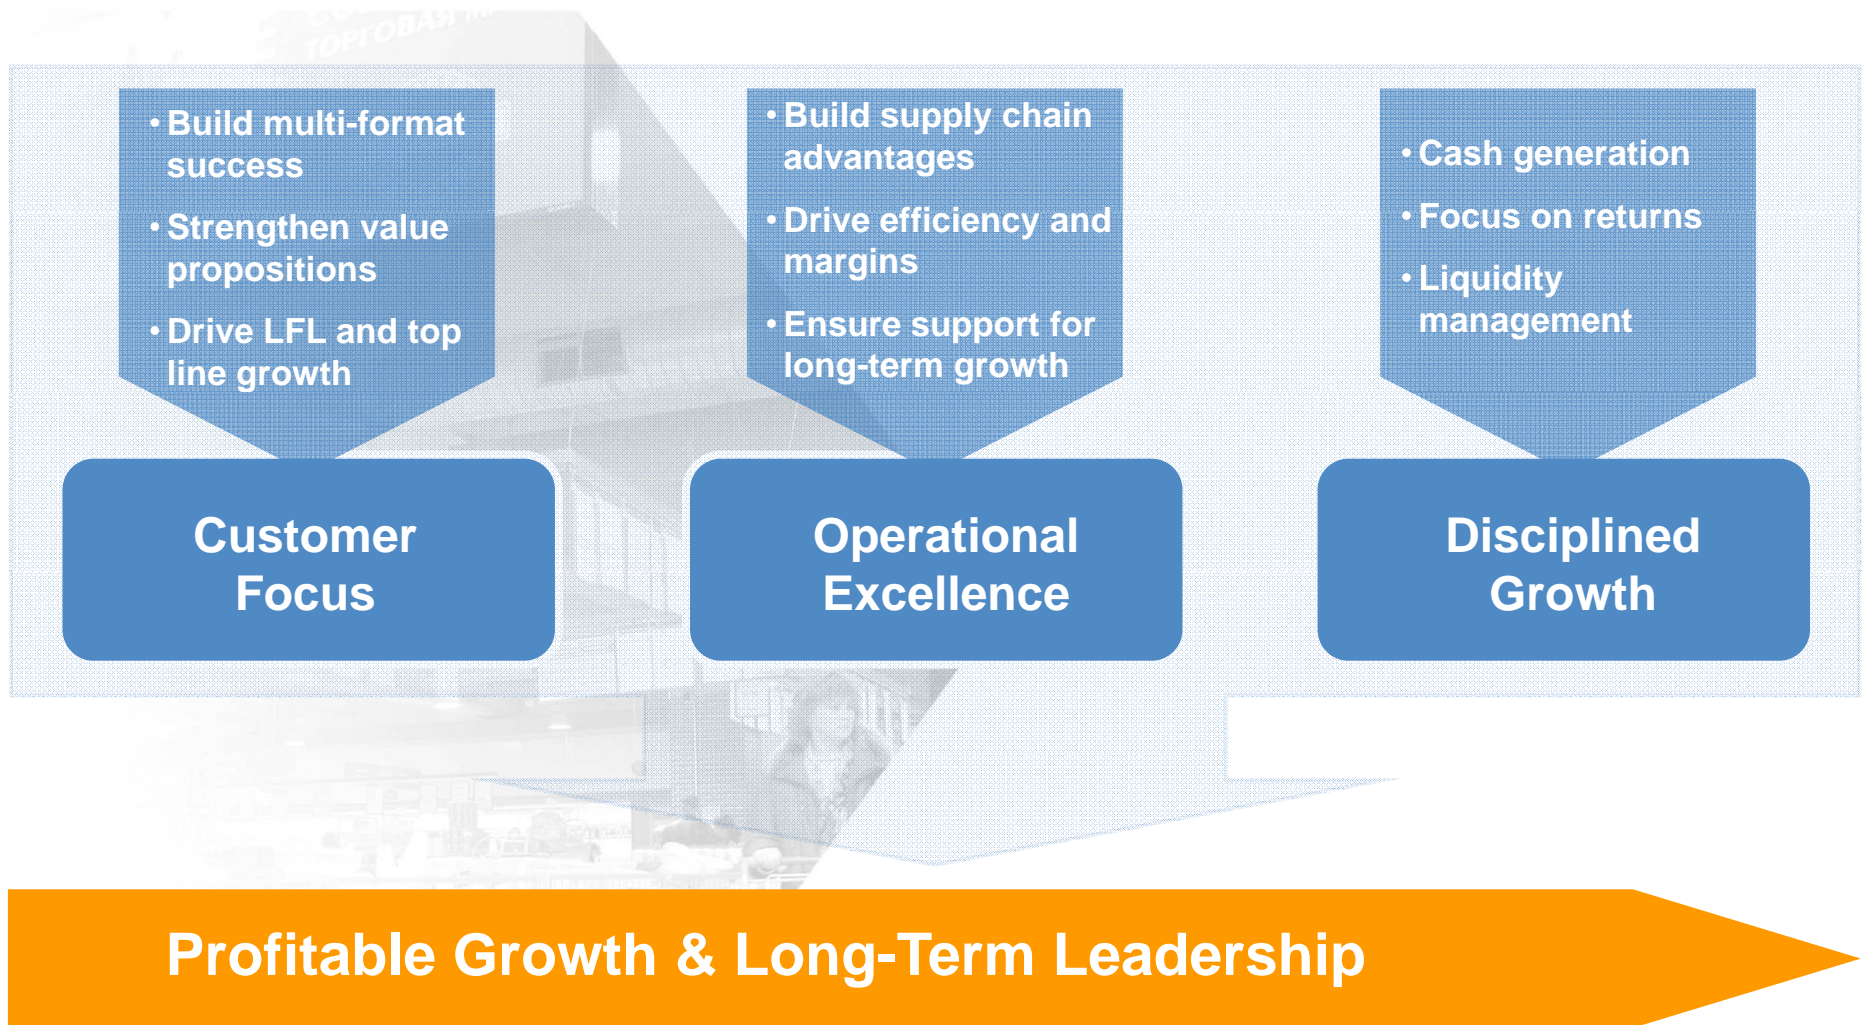 ТОРГОВАЯ
• Build multi-format
success
• Strengthen value
propositions
• Drive LFL and top
line growth
• Build supply chain
advantages
• Drive efficiency and
margins
• Ensure support for
long-term growth
• Cash generation
• Focus on returns
• Liquidity
management
Customer
Focus
Operational
Excellence
Disciplined
Growth
Profitable Growth & Long-Term Leadership